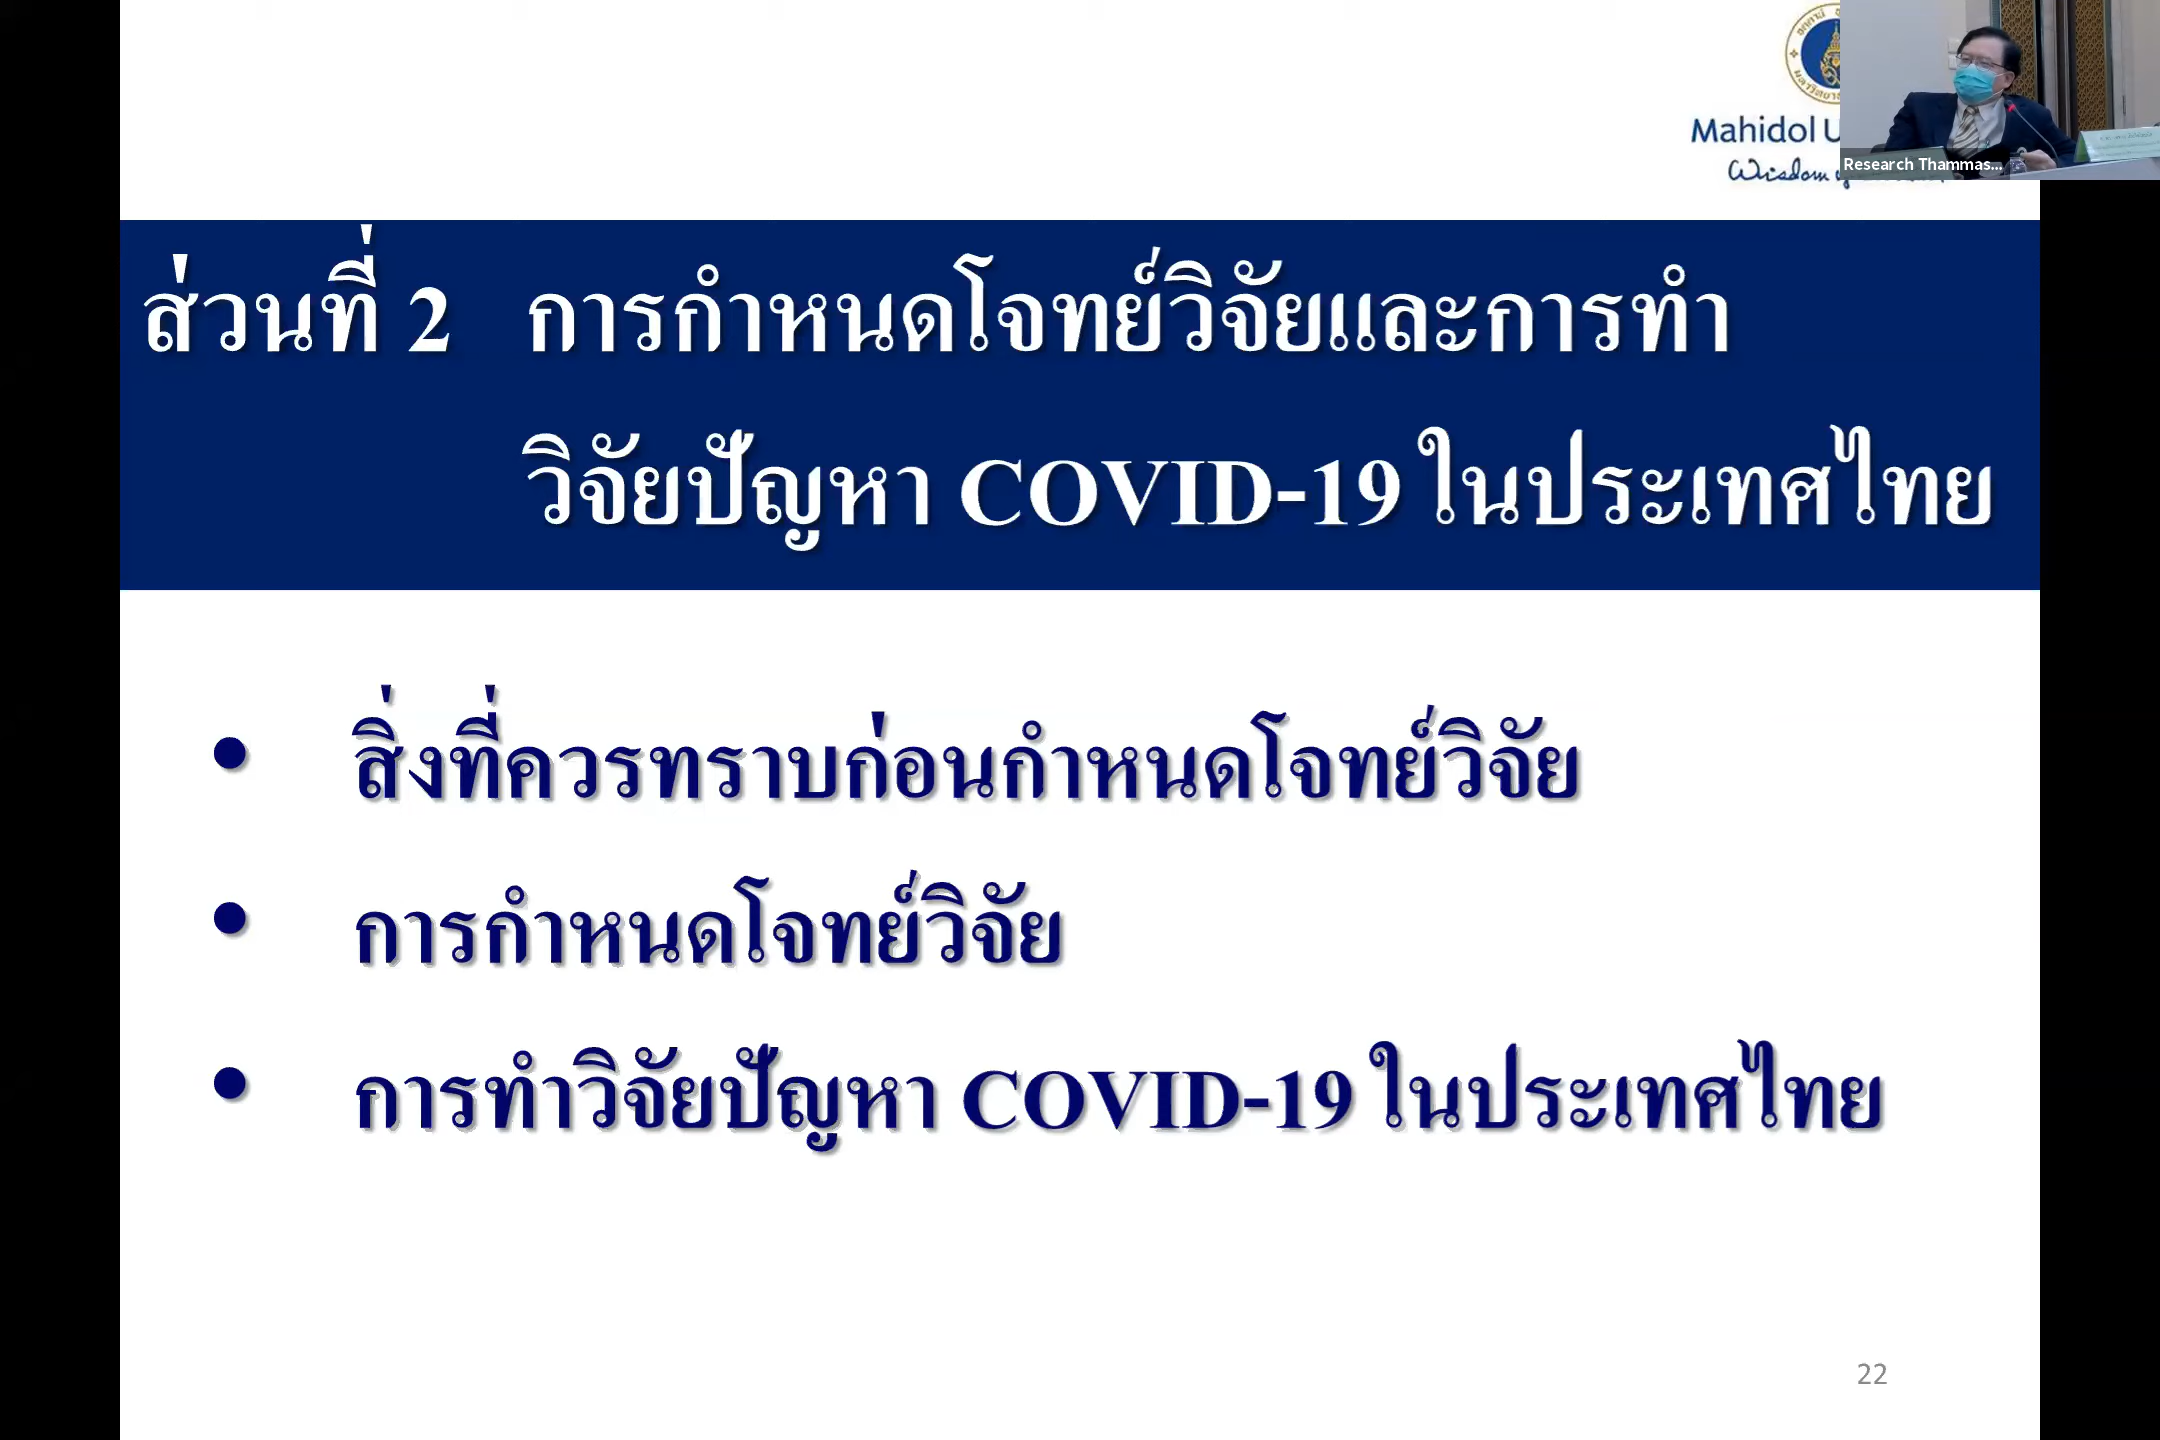 Mahidol U
Wisdom
Research Thammas...
ส่วนที่ 2 การกำหนดโจทย์วิจัยและการทำ
วิจัยปัญหา COVID-19 ในประเทศไทย
• สิ่งที่ควรทราบก่อนกำหนดโจทย์วิจัย
• การกำหนดโจทย์วิจัย
• การทำวิจัยปัญหา COVID-19 ในประเทศไทย
22